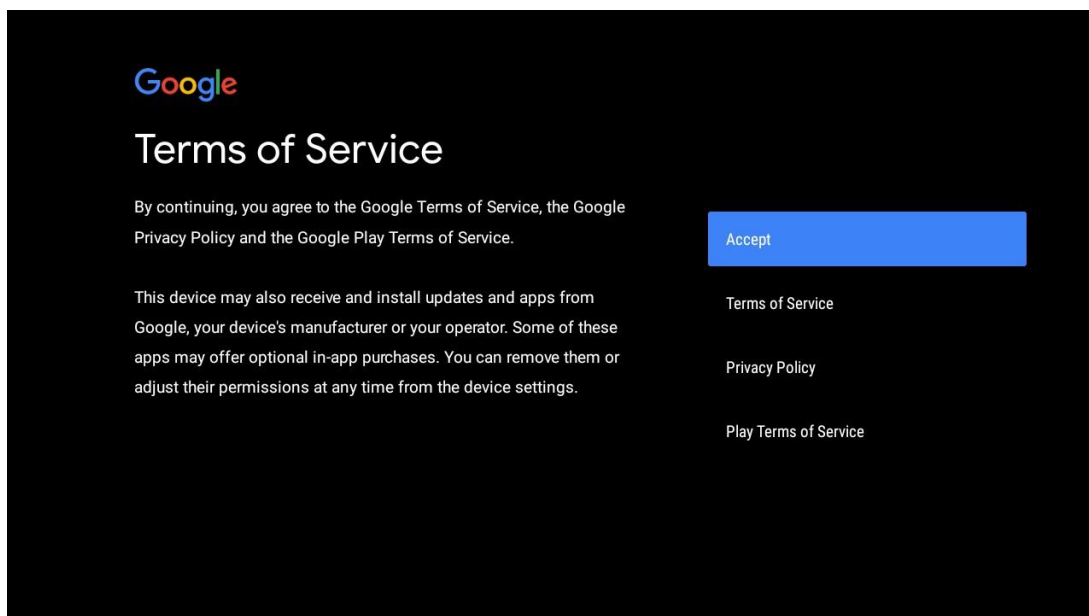 Google
Terms of Service
By continuing, you agree to the Google Terms of Service, the Google
Privacy Policy and the Google Play Terms of Service.
This device may also receive and install updates and apps from
Google, your device's manufacturer or your operator. Some of these
apps may offer optional in-app purchases. You can remove them or
adjust their permissions at any time from the device settings.
Accept
Terms of Service
Privacy Policy
Play Terms of Service